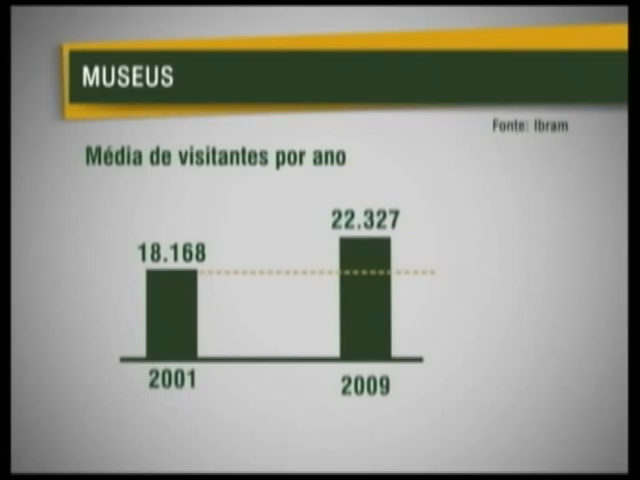 MUSEUS
Fonte: Ibram
Média de visitantes por ano
22.327
18.168
2001
2009